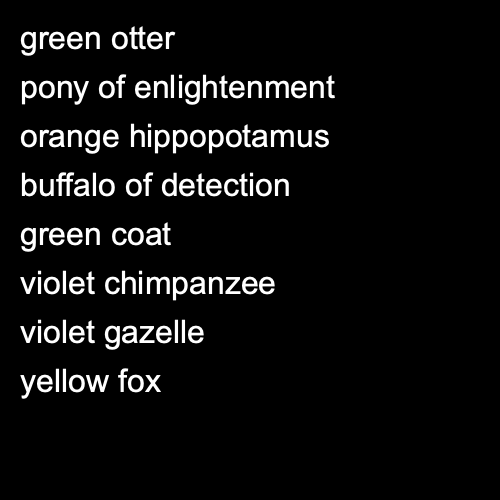 green otter
pony of enlightenment
orange hippopotamus
buffalo of detection
green coat
violet chimpanzee
violet gazelle
yellow fox